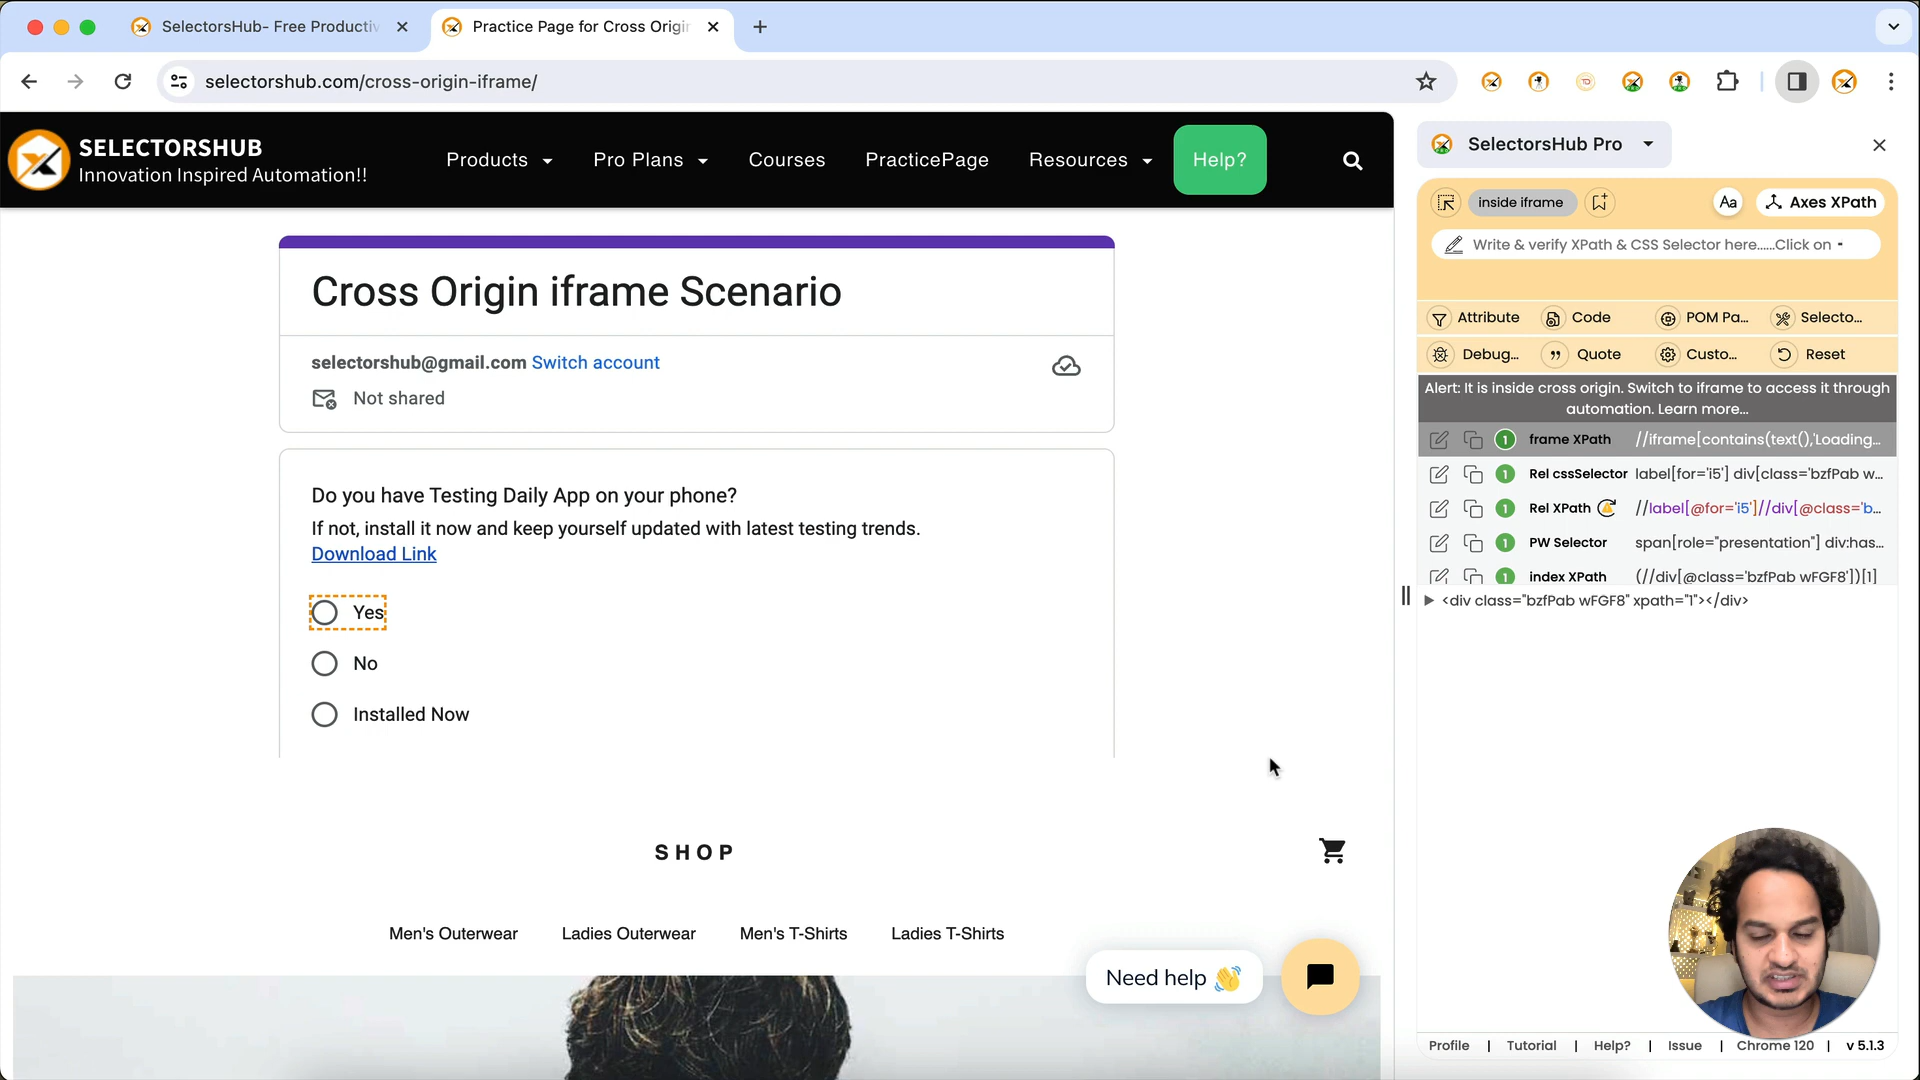 SelectorsHub- Free Productiv
Practice Page for Cross Origin
selectorshub.com/cross-origin-iframe/
SELECTORSHUB
Innovation Inspired Automation!!
Products
Pro Plans
Courses
PracticePage
Resources
Help?
Cross Origin iframe Scenario
selectorshub@gmail.com Switch account
Not shared
Do you have Testing Daily App on your phone?
If not, install it now and keep yourself updated with latest testing trends.
Download Link
Yes
No
Installed Now
SHOP
Men's Outerwear
Ladies Outerwear
Men's T-Shirts
Ladies T-Shirts
Need help 👋
SelectorsHub Pro
inside iframe
Aa
Axes XPath
Write & verify XPath & CSS Selector here......Click on
Attribute
Code
POM Pa...
Selecto...
Debug...
Quote
Custo...
Reset
Alert: It is inside cross origin. Switch to iframe to access it through
automation. Learn more...
1 frame XPath //iframe[contains(text(),'Loading...
1 Rel cssSelector label[for='i5'] div[class='bzfPab w...
1 Rel XPath //label[@for='i5']//div[@class='b...
1 PW Selector span[role="presentation"] div:has...
1 index XPath (//div[@class='bzfPab wFGF8'])[1]
<div class="bzfPab wFGF8" xpath="1"></div>
Profile | Tutorial | Help? | Issue | Chrome 120 | v 5.1.3